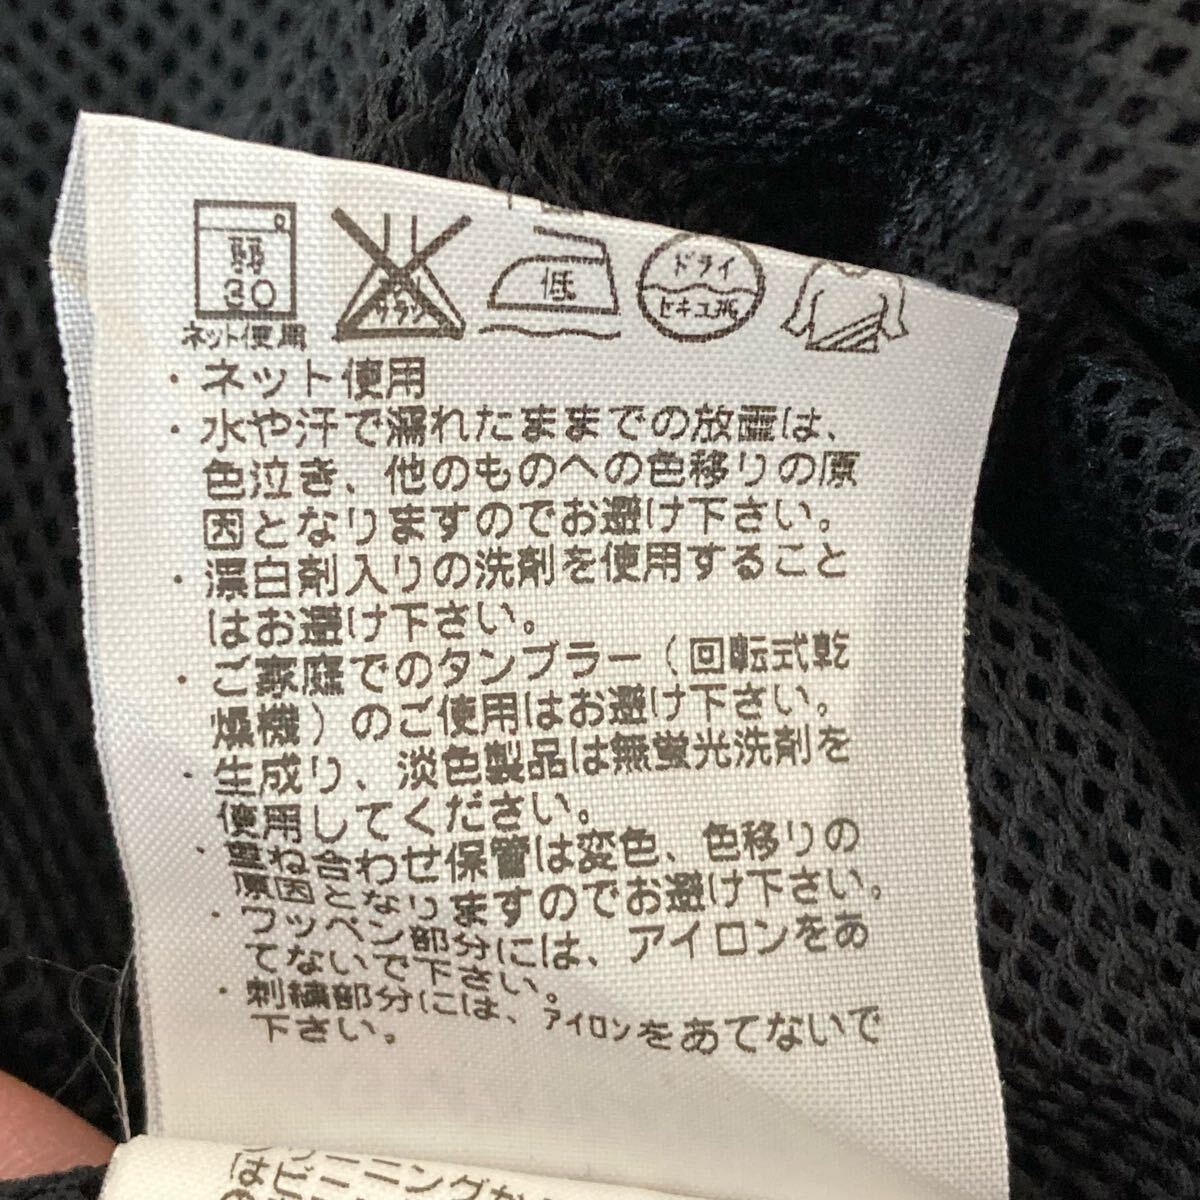 弱
30
ネット使用
低
ドライ
セキユ系
・ネット使用
・水や汗で濡れたままでの放置は、
色泣き、他のものへの色移りの原
因となりますのでお避け下さい。
・漂白剤入りの洗剤を使用すること
はお避け下さい。
・ご家庭でのタンブラー(回転式乾
燥機)のご使用はお避け下さい。
・生成り、淡色製品は無蛍光洗剤を
使用してください。
・重ね合わせ保管は変色、色移りの
原因となりますのでお避け下さい。
・ワッペン部分には、アイロンをあ
てないで下さい。
・刺繍部分には、アイロンをあてないで
下さい。